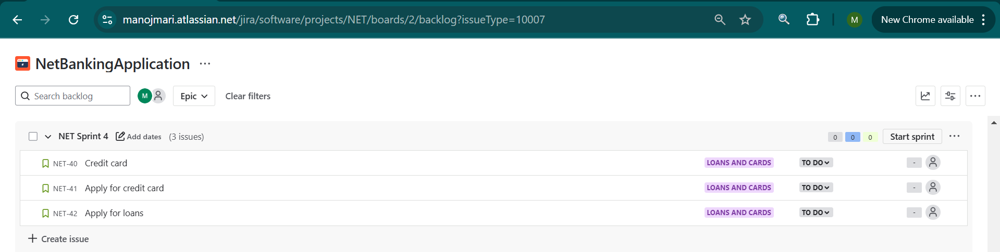 manojmari.atlassian.net/jira/software/projects/NET/boards/2/backlog?issueType=10007
M
New Chrome available
NetBankingApplication
Search backlog
M
Epic
Clear filters
NET Sprint 4 Add dates (3 issues)
0 0 0 Start sprint
NET-40 Credit card LOANS AND CARDS TO DO -
NET-41 Apply for credit card LOANS AND CARDS TO DO -
NET-42 Apply for loans LOANS AND CARDS TO DO -
+ Create issue